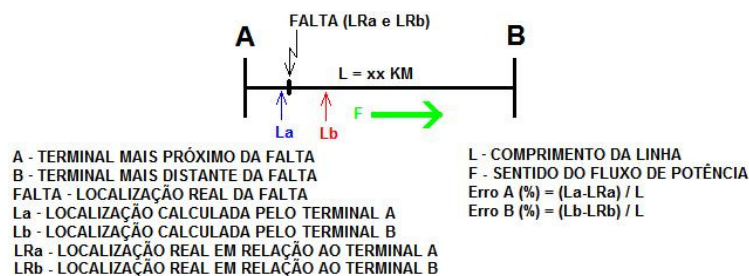 FALTA (LRa e LRb)
A
B
L = xx KM
F
La
Lb
A - TERMINAL MAIS PRÓXIMO DA FALTA
B - TERMINAL MAIS DISTANTE DA FALTA
FALTA - LOCALIZAÇÃO REAL DA FALTA
La - LOCALIZAÇÃO CALCULADA PELO TERMINAL A
Lb - LOCALIZAÇÃO CALCULADA PELO TERMINAL B
LRa - LOCALIZAÇÃO REAL EM RELAÇÃO AO TERMINAL A
LRb - LOCALIZAÇÃO REAL EM RELAÇÃO AO TERMINAL B
L - COMPRIMENTO DA LINHA
F - SENTIDO DO FLUXO DE POTÊNCIA
Erro A (%) = (La-LRa) / L
Erro B (%) = (Lb-LRb) / L